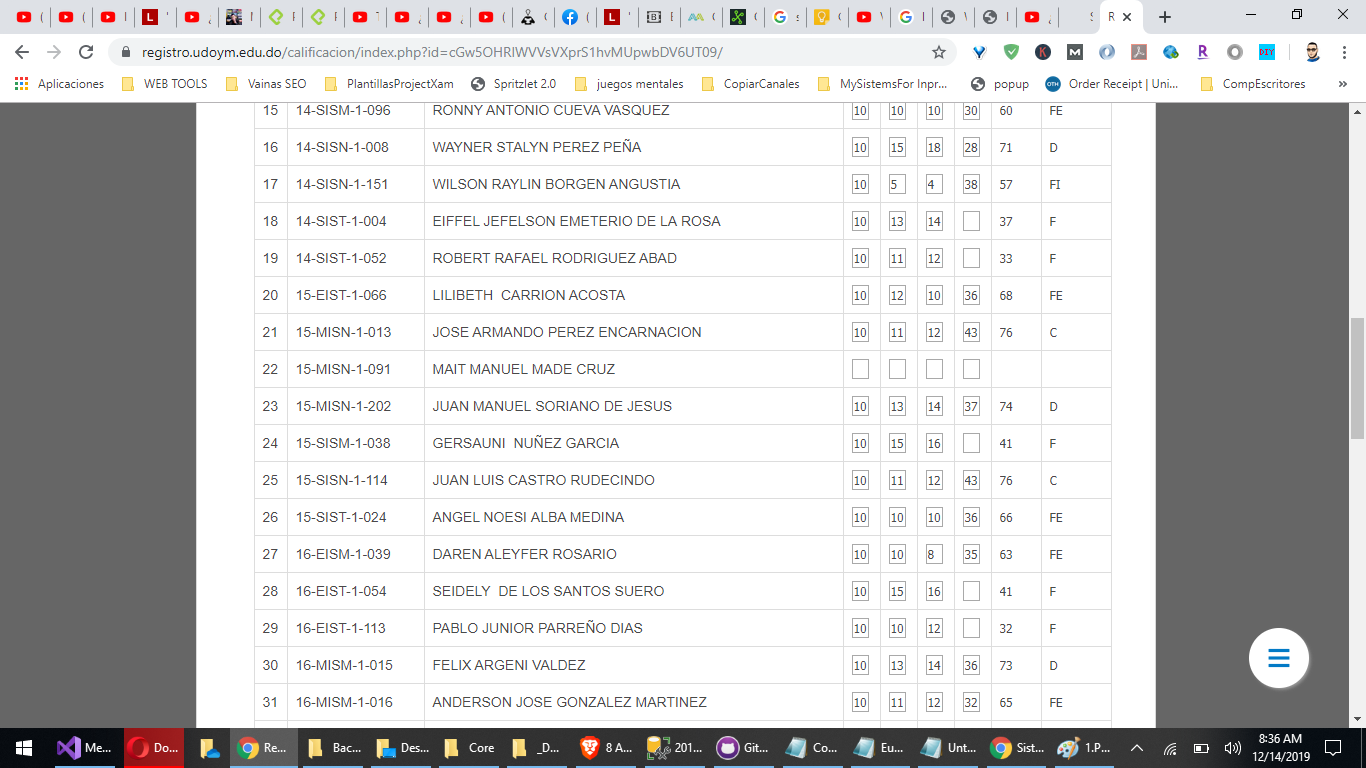 registro.udoym.edu.do/calificacion/index.php?id=cGw5OHRIWVVsVXprS1hvMUpwbDV6UT09/
Aplicaciones WEB TOOLS Vainas SEO PlantillasProjectXam Spritzlet 2.0 juegos mentales CopiarCanales MySistemsFor Inpr... popup Order Receipt | Uni... CompEscritores »
15 14-SISM-1-096 RONNY ANTONIO CUEVA VASQUEZ 10 10 10 30 60 FE
16 14-SISN-1-008 WAYNER STALYN PEREZ PEÑA 10 15 18 28 71 D
17 14-SISN-1-151 WILSON RAYLIN BORGEN ANGUSTIA 10 5 4 38 57 FI
18 14-SIST-1-004 EIFFEL JEFELSON EMETERIO DE LA ROSA 10 13 14 37 F
19 14-SIST-1-052 ROBERT RAFAEL RODRIGUEZ ABAD 10 11 12 33 F
20 15-EIST-1-066 LILIBETH CARRION ACOSTA 10 12 10 36 68 FE
21 15-MISN-1-013 JOSE ARMANDO PEREZ ENCARNACION 10 11 12 43 76 C
22 15-MISN-1-091 MAIT MANUEL MADE CRUZ
23 15-MISN-1-202 JUAN MANUEL SORIANO DE JESUS 10 13 14 37 74 D
24 15-SISM-1-038 GERSAUNI NUÑEZ GARCIA 10 15 16 41 F
25 15-SISN-1-114 JUAN LUIS CASTRO RUDECINDO 10 11 12 43 76 C
26 15-SIST-1-024 ANGEL NOESI ALBA MEDINA 10 10 10 36 66 FE
27 16-EISM-1-039 DAREN ALEYFER ROSARIO 10 10 8 35 63 FE
28 16-EIST-1-054 SEIDELY DE LOS SANTOS SUERO 10 15 16 41 F
29 16-EIST-1-113 PABLO JUNIOR PARREÑO DIAS 10 10 12 32 F
30 16-MISM-1-015 FELIX ARGENI VALDEZ 10 13 14 36 73 D
31 16-MISM-1-016 ANDERSON JOSE GONZALEZ MARTINEZ 10 11 12 32 65 FE
Me... Do... Re... Bac... Des... Core _D... 8 A... 201... Git... Co... Eu... Unt... Sist... 1.P... 8:36 AM
12/14/2019